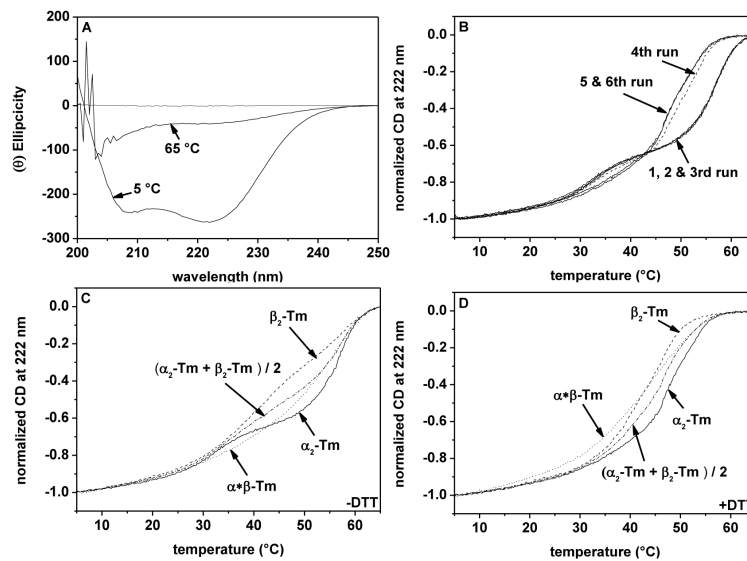 A
100
0
-100
-200
-300
200
210
220
230
240
250
(θ) Ellipcicity
wavelength (nm)
65 °C
5 °C
B
0.0
-0.2
-0.4
-0.6
-0.8
-1.0
10
20
30
40
50
60
normalized CD at 222 nm
temperature (°C)
4th run
5 & 6th run
1, 2 & 3rd run
C
0.0
-0.2
-0.4
-0.6
-0.8
-1.0
10
20
30
40
50
60
normalized CD at 222 nm
temperature (°C)
β₂-Tm
(α₂-Tm + β₂-Tm ) / 2
α₂-Tm
α*β-Tm
-DTT
D
0.0
-0.2
-0.4
-0.6
-0.8
-1.0
10
20
30
40
50
60
normalized CD at 222 nm
temperature (°C)
β₂-Tm
α*β-Tm
α₂-Tm
(α₂-Tm + β₂-Tm ) / 2
+DTT